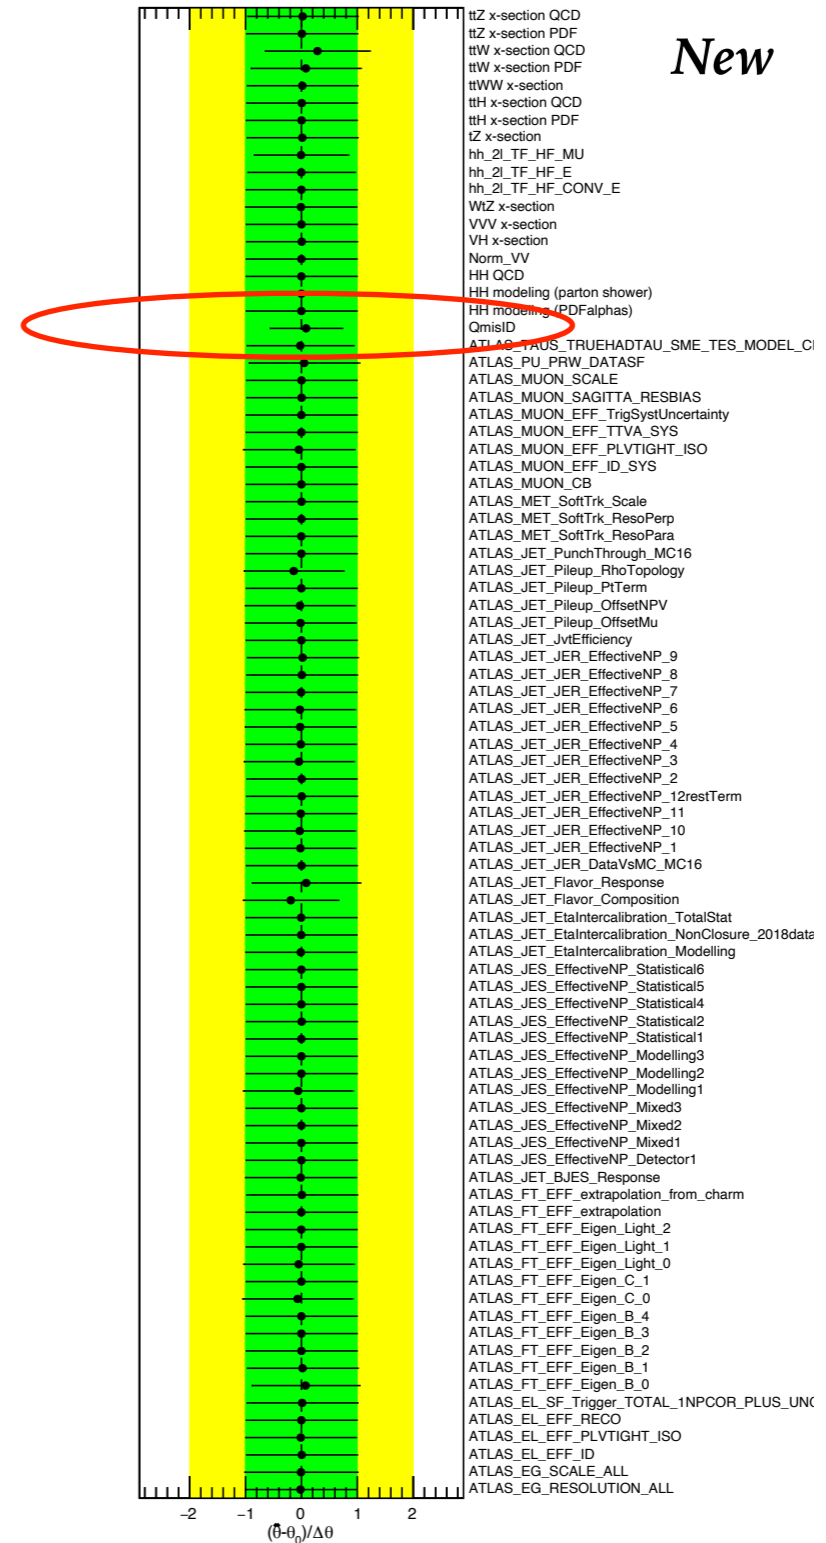 New
ttZ x-section QCD
ttZ x-section PDF
ttW x-section QCD
ttW x-section PDF
ttWW x-section
ttH x-section QCD
ttH x-section PDF
tZ x-section
hh_2l_TF_HF_MU
hh_2l_TF_HF_E
hh_2l_TF_HF_CONV_E
WtZ x-section
VVV x-section
VH x-section
Norm_VV
HH QCD
HH modeling (parton shower)
HH modeling (PDFalphas)
QmisID
ATLAS_TAUS_TRUEHADTAU_SME_TES_MODEL_CL
ATLAS_PU_PRW_DATASF
ATLAS_MUON_SCALE
ATLAS_MUON_SAGITTA_RESBIAS
ATLAS_MUON_EFF_TrigSystUncertainty
ATLAS_MUON_EFF_TTVA_SYS
ATLAS_MUON_EFF_PLVTIGHT_ISO
ATLAS_MUON_EFF_ID_SYS
ATLAS_MUON_CB
ATLAS_MET_SoftTrk_Scale
ATLAS_MET_SoftTrk_ResoPerp
ATLAS_MET_SoftTrk_ResoPara
ATLAS_JET_PunchThrough_MC16
ATLAS_JET_Pileup_RhoTopology
ATLAS_JET_Pileup_PtTerm
ATLAS_JET_Pileup_OffsetNPV
ATLAS_JET_Pileup_OffsetMu
ATLAS_JET_JvtEfficiency
ATLAS_JET_JER_EffectiveNP_9
ATLAS_JET_JER_EffectiveNP_8
ATLAS_JET_JER_EffectiveNP_7
ATLAS_JET_JER_EffectiveNP_6
ATLAS_JET_JER_EffectiveNP_5
ATLAS_JET_JER_EffectiveNP_4
ATLAS_JET_JER_EffectiveNP_3
ATLAS_JET_JER_EffectiveNP_2
ATLAS_JET_JER_EffectiveNP_12restTerm
ATLAS_JET_JER_EffectiveNP_11
ATLAS_JET_JER_EffectiveNP_10
ATLAS_JET_JER_EffectiveNP_1
ATLAS_JET_JER_DataVsMC_MC16
ATLAS_JET_Flavor_Response
ATLAS_JET_Flavor_Composition
ATLAS_JET_EtaIntercalibration_TotalStat
ATLAS_JET_EtaIntercalibration_NonClosure_2018data
ATLAS_JET_EtaIntercalibration_Modelling
ATLAS_JES_EffectiveNP_Statistical6
ATLAS_JES_EffectiveNP_Statistical5
ATLAS_JES_EffectiveNP_Statistical4
ATLAS_JES_EffectiveNP_Statistical2
ATLAS_JES_EffectiveNP_Statistical1
ATLAS_JES_EffectiveNP_Modelling3
ATLAS_JES_EffectiveNP_Modelling2
ATLAS_JES_EffectiveNP_Modelling1
ATLAS_JES_EffectiveNP_Mixed3
ATLAS_JES_EffectiveNP_Mixed2
ATLAS_JES_EffectiveNP_Mixed1
ATLAS_JES_EffectiveNP_Detector1
ATLAS_JET_BJES_Response
ATLAS_FT_EFF_extrapolation_from_charm
ATLAS_FT_EFF_extrapolation
ATLAS_FT_EFF_Eigen_Light_2
ATLAS_FT_EFF_Eigen_Light_1
ATLAS_FT_EFF_Eigen_Light_0
ATLAS_FT_EFF_Eigen_C_1
ATLAS_FT_EFF_Eigen_C_0
ATLAS_FT_EFF_Eigen_B_4
ATLAS_FT_EFF_Eigen_B_3
ATLAS_FT_EFF_Eigen_B_2
ATLAS_FT_EFF_Eigen_B_1
ATLAS_FT_EFF_Eigen_B_0
ATLAS_EL_SF_Trigger_TOTAL_1NPCOR_PLUS_UNC
ATLAS_EL_EFF_RECO
ATLAS_EL_EFF_PLVTIGHT_ISO
ATLAS_EL_EFF_ID
ATLAS_EG_SCALE_ALL
ATLAS_EG_RESOLUTION_ALL
−2 −1 0 1 2
(θ̂-θ₀)/Δθ